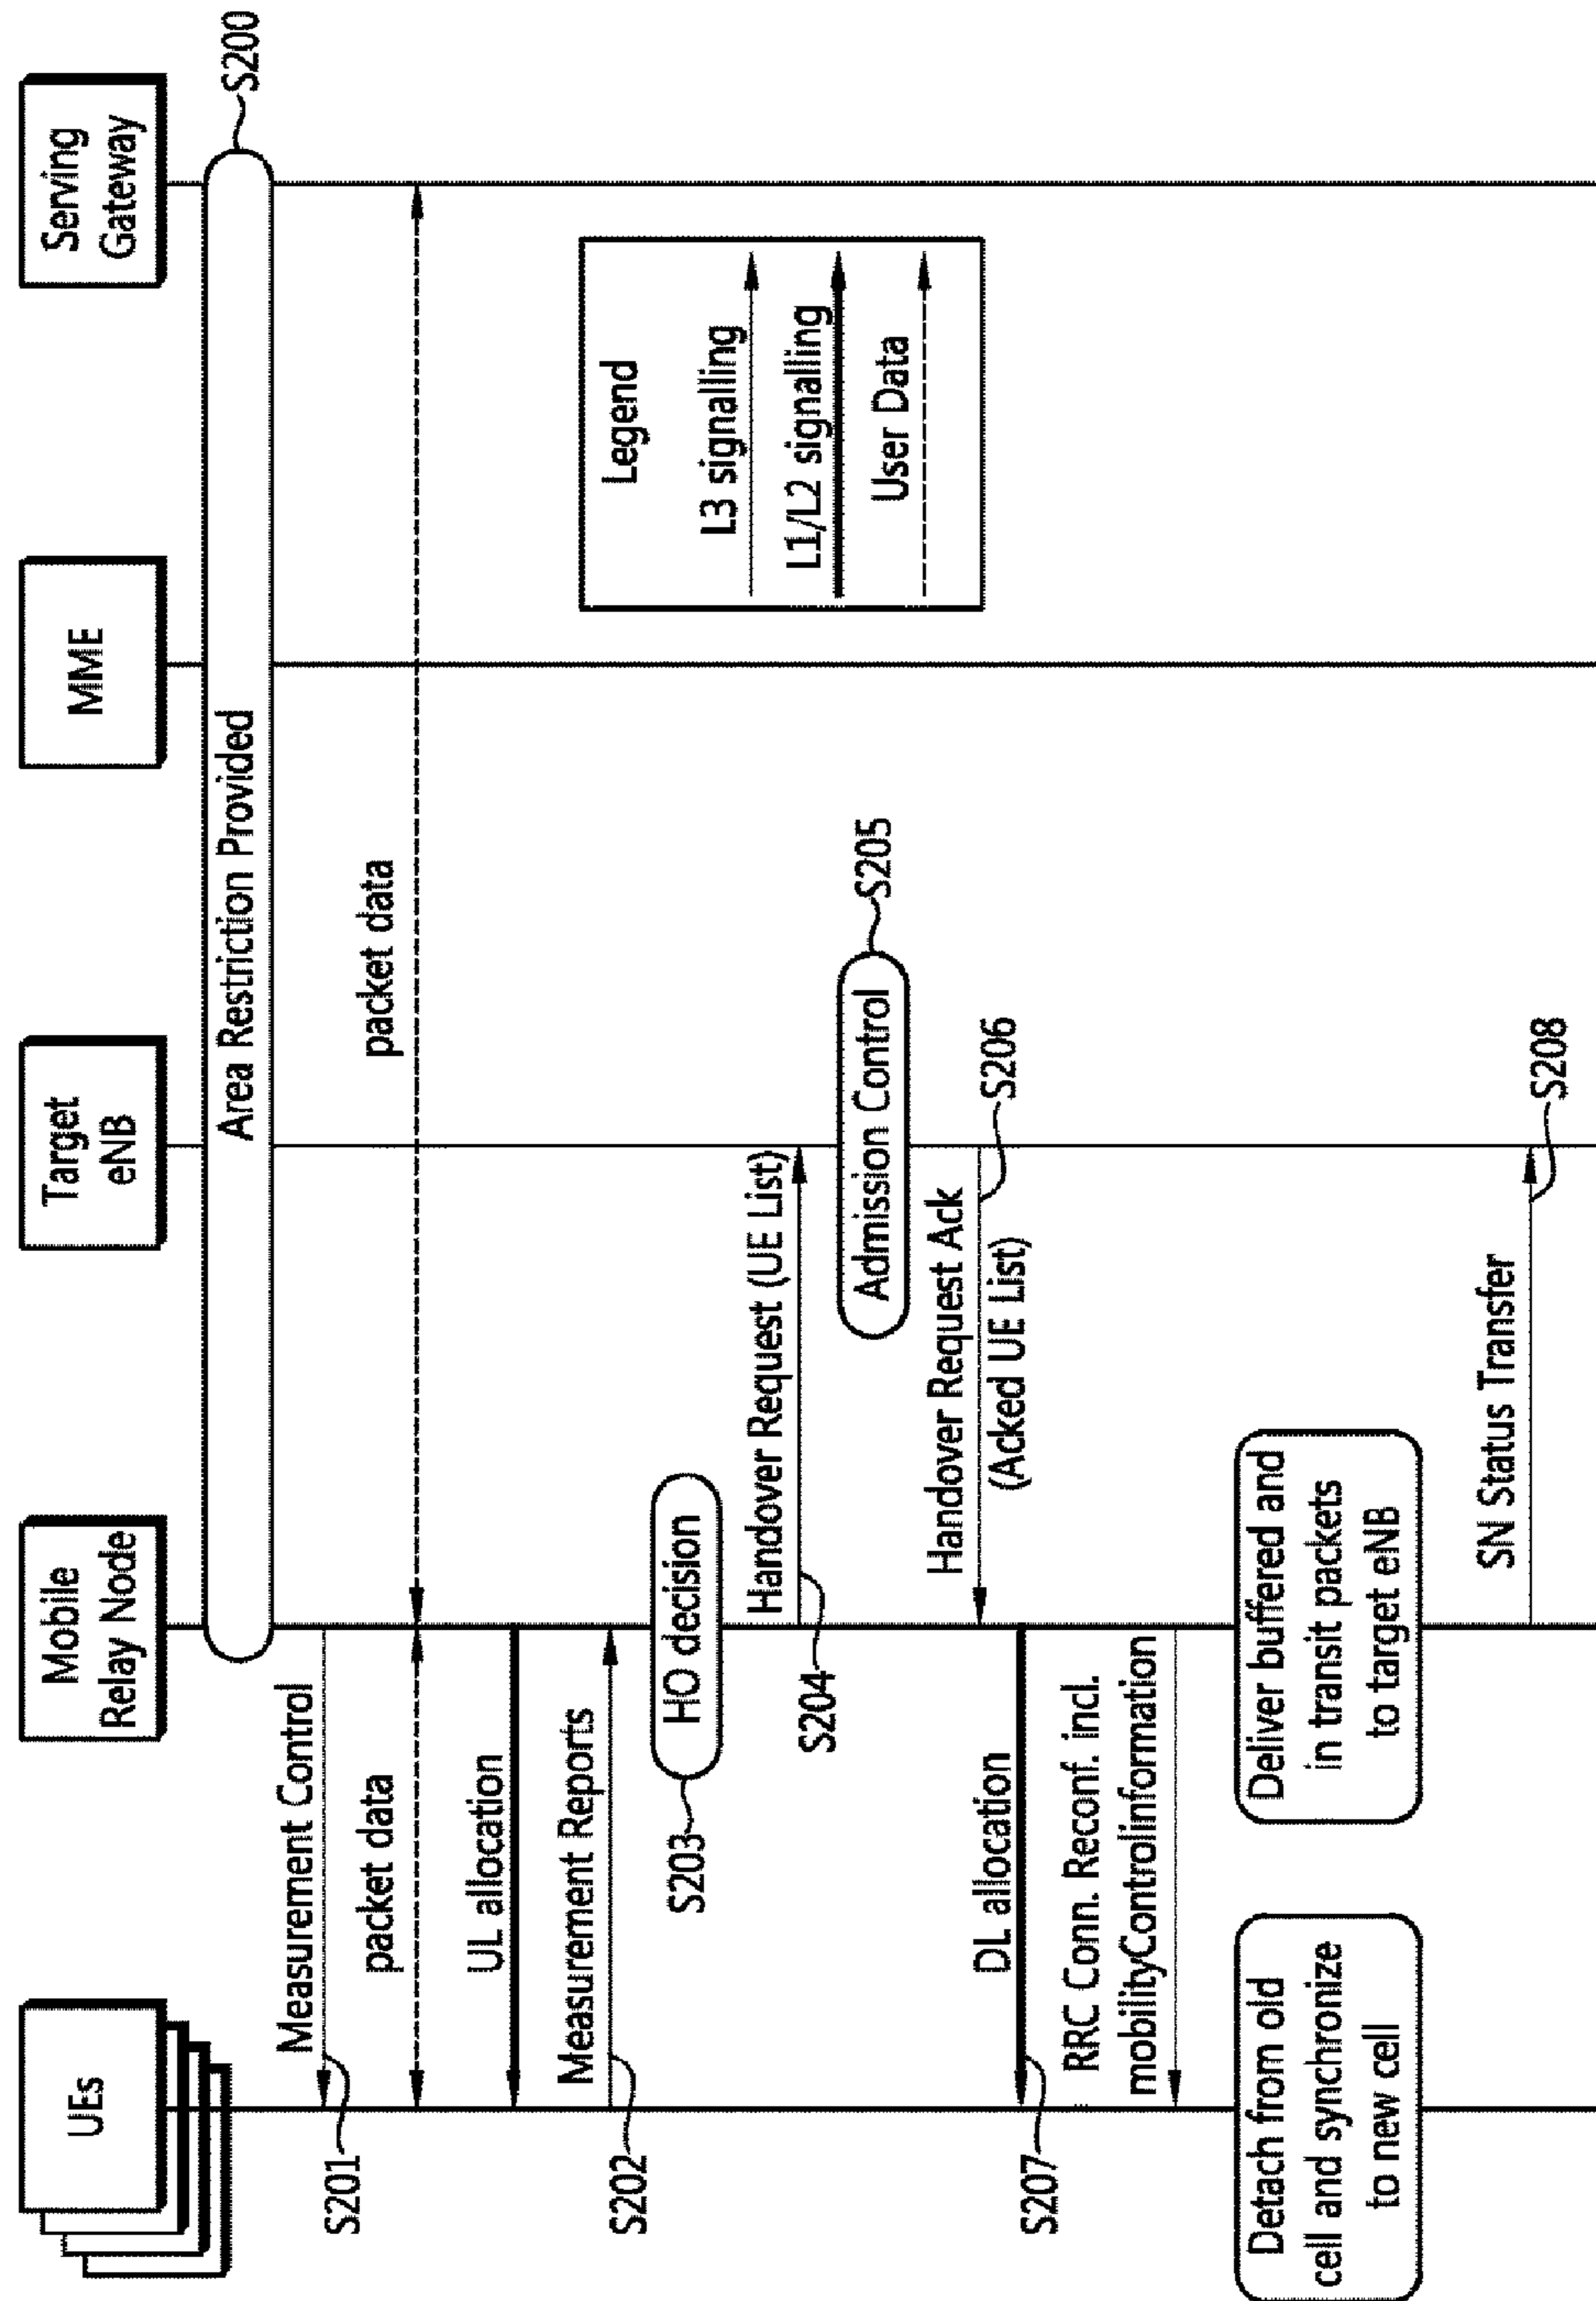 UEs
Mobile
Relay Node
Target
eNB
MME
Serving
Gateway
Area Restriction Provided
S200
Measurement Control
S201
packet data
packet data
UL allocation
Measurement Reports
S202
Legend
L3 signalling
L1/L2 signalling
User Data
HO decision
S203
Handover Request (UE List)
S204
Admission Control
S205
Handover Request Ack
(Acked UE List)
S206
DL allocation
S207
RRC Conn. Reconf. incl.
mobilityControlinformation
Detach from old
cell and synchronize
to new cell
Deliver buffered and
in transit packets
to target eNB
SN Status Transfer
S208